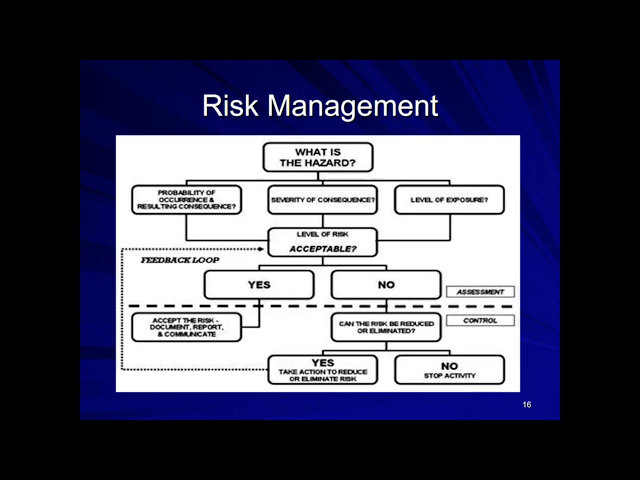 Risk Management
WHAT IS
THE HAZARD?
PROBABILITY OF
OCCURRENCE &
RESULTING CONSEQUENCE?
SEVERITY OF CONSEQUENCE?
LEVEL OF EXPOSURE?
LEVEL OF RISK
ACCEPTABLE?
FEEDBACK LOOP
YES
NO
ASSESSMENT
CONTROL
ACCEPT THE RISK -
DOCUMENT, REPORT,
& COMMUNICATE
CAN THE RISK BE REDUCED
OR ELIMINATED?
YES
TAKE ACTION TO REDUCE
OR ELIMINATE RISK
NO
STOP ACTIVITY
16